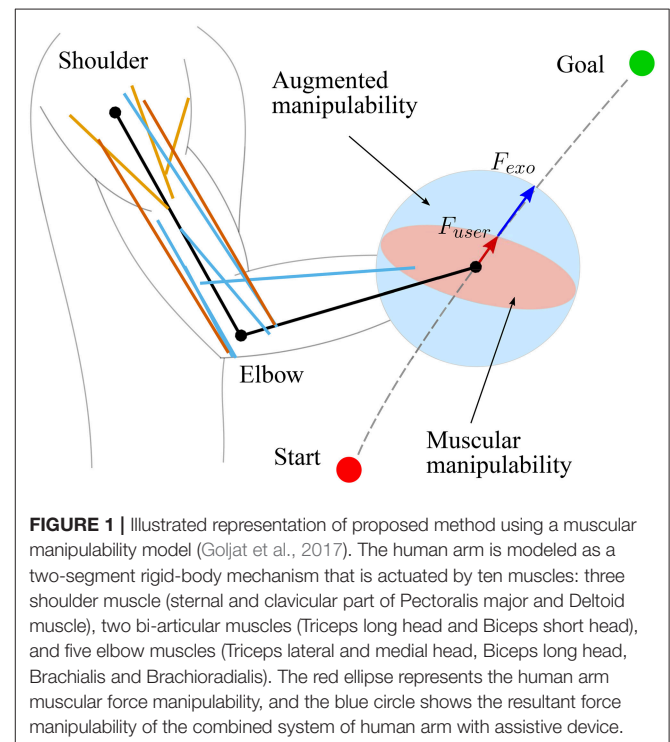 Shoulder
Goal
Augmented
manipulability
F_exo
F_user
Elbow
Start
Muscular
manipulability
FIGURE 1 | Illustrated representation of proposed method using a muscular
manipulability model (Goljat et al., 2017). The human arm is modeled as a
two-segment rigid-body mechanism that is actuated by ten muscles: three
shoulder muscle (sternal and clavicular part of Pectoralis major and Deltoid
muscle), two bi-articular muscles (Triceps long head and Biceps short head),
and five elbow muscles (Triceps lateral and medial head, Biceps long head,
Brachialis and Brachioradialis). The red ellipse represents the human arm
muscular force manipulability, and the blue circle shows the resultant force
manipulability of the combined system of human arm with assistive device.